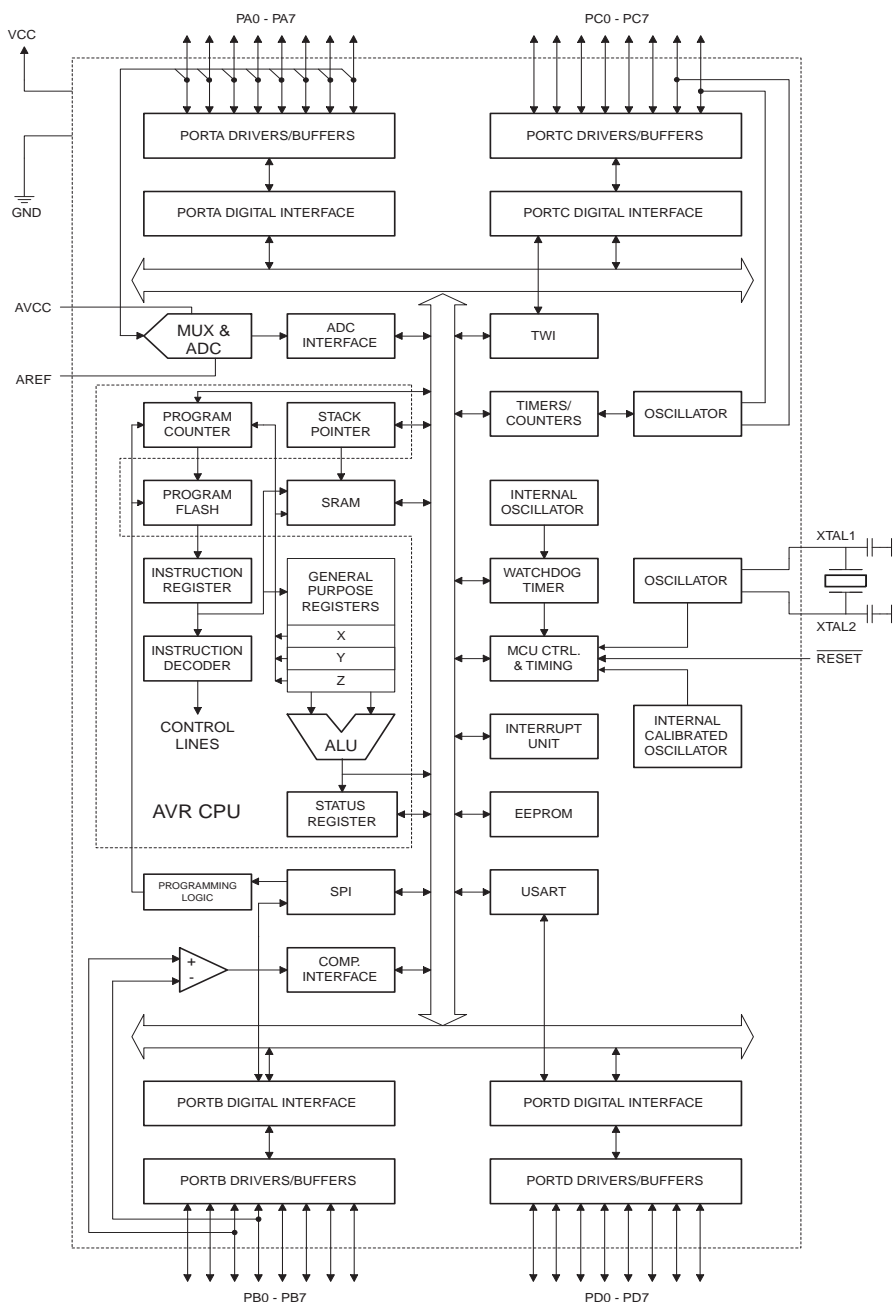 PA0 - PA7
PC0 - PC7
VCC
PORTA DRIVERS/BUFFERS
PORTC DRIVERS/BUFFERS
PORTA DIGITAL INTERFACE
PORTC DIGITAL INTERFACE
GND
AVCC
MUX &
ADC
ADC
INTERFACE
TWI
AREF
PROGRAM
COUNTER
STACK
POINTER
TIMERS/
COUNTERS
OSCILLATOR
PROGRAM
FLASH
SRAM
INTERNAL
OSCILLATOR
XTAL1
INSTRUCTION
REGISTER
GENERAL
PURPOSE
REGISTERS
WATCHDOG
TIMER
OSCILLATOR
XTAL2
X
INSTRUCTION
DECODER
Y
Z
MCU CTRL.
& TIMING
RESET
CONTROL
LINES
ALU
INTERRUPT
UNIT
INTERNAL
CALIBRATED
OSCILLATOR
AVR CPU
STATUS
REGISTER
EEPROM
PROGRAMMING
LOGIC
SPI
USART
+
-
COMP.
INTERFACE
PORTB DIGITAL INTERFACE
PORTD DIGITAL INTERFACE
PORTB DRIVERS/BUFFERS
PORTD DRIVERS/BUFFERS
PB0 - PB7
PD0 - PD7